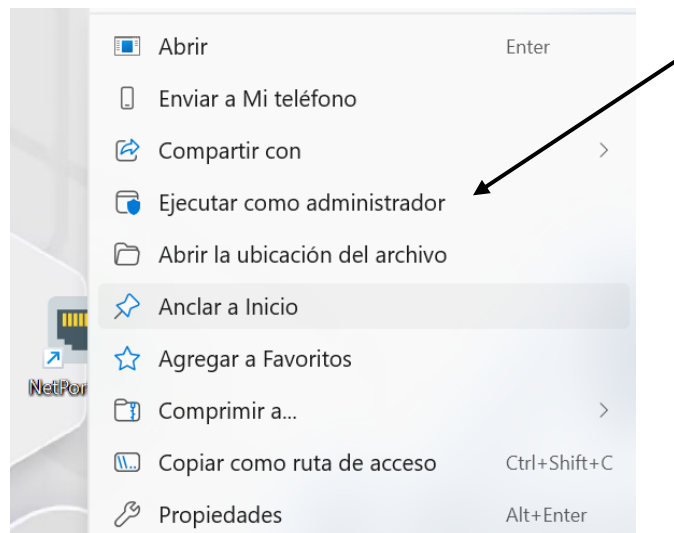 Abrir Enter
Enviar a Mi teléfono
Compartir con
Ejecutar como administrador
Abrir la ubicación del archivo
Anclar a Inicio
NetPor
Agregar a Favoritos
Comprimir a...
Copiar como ruta de acceso Ctrl+Shift+C
Propiedades Alt+Enter